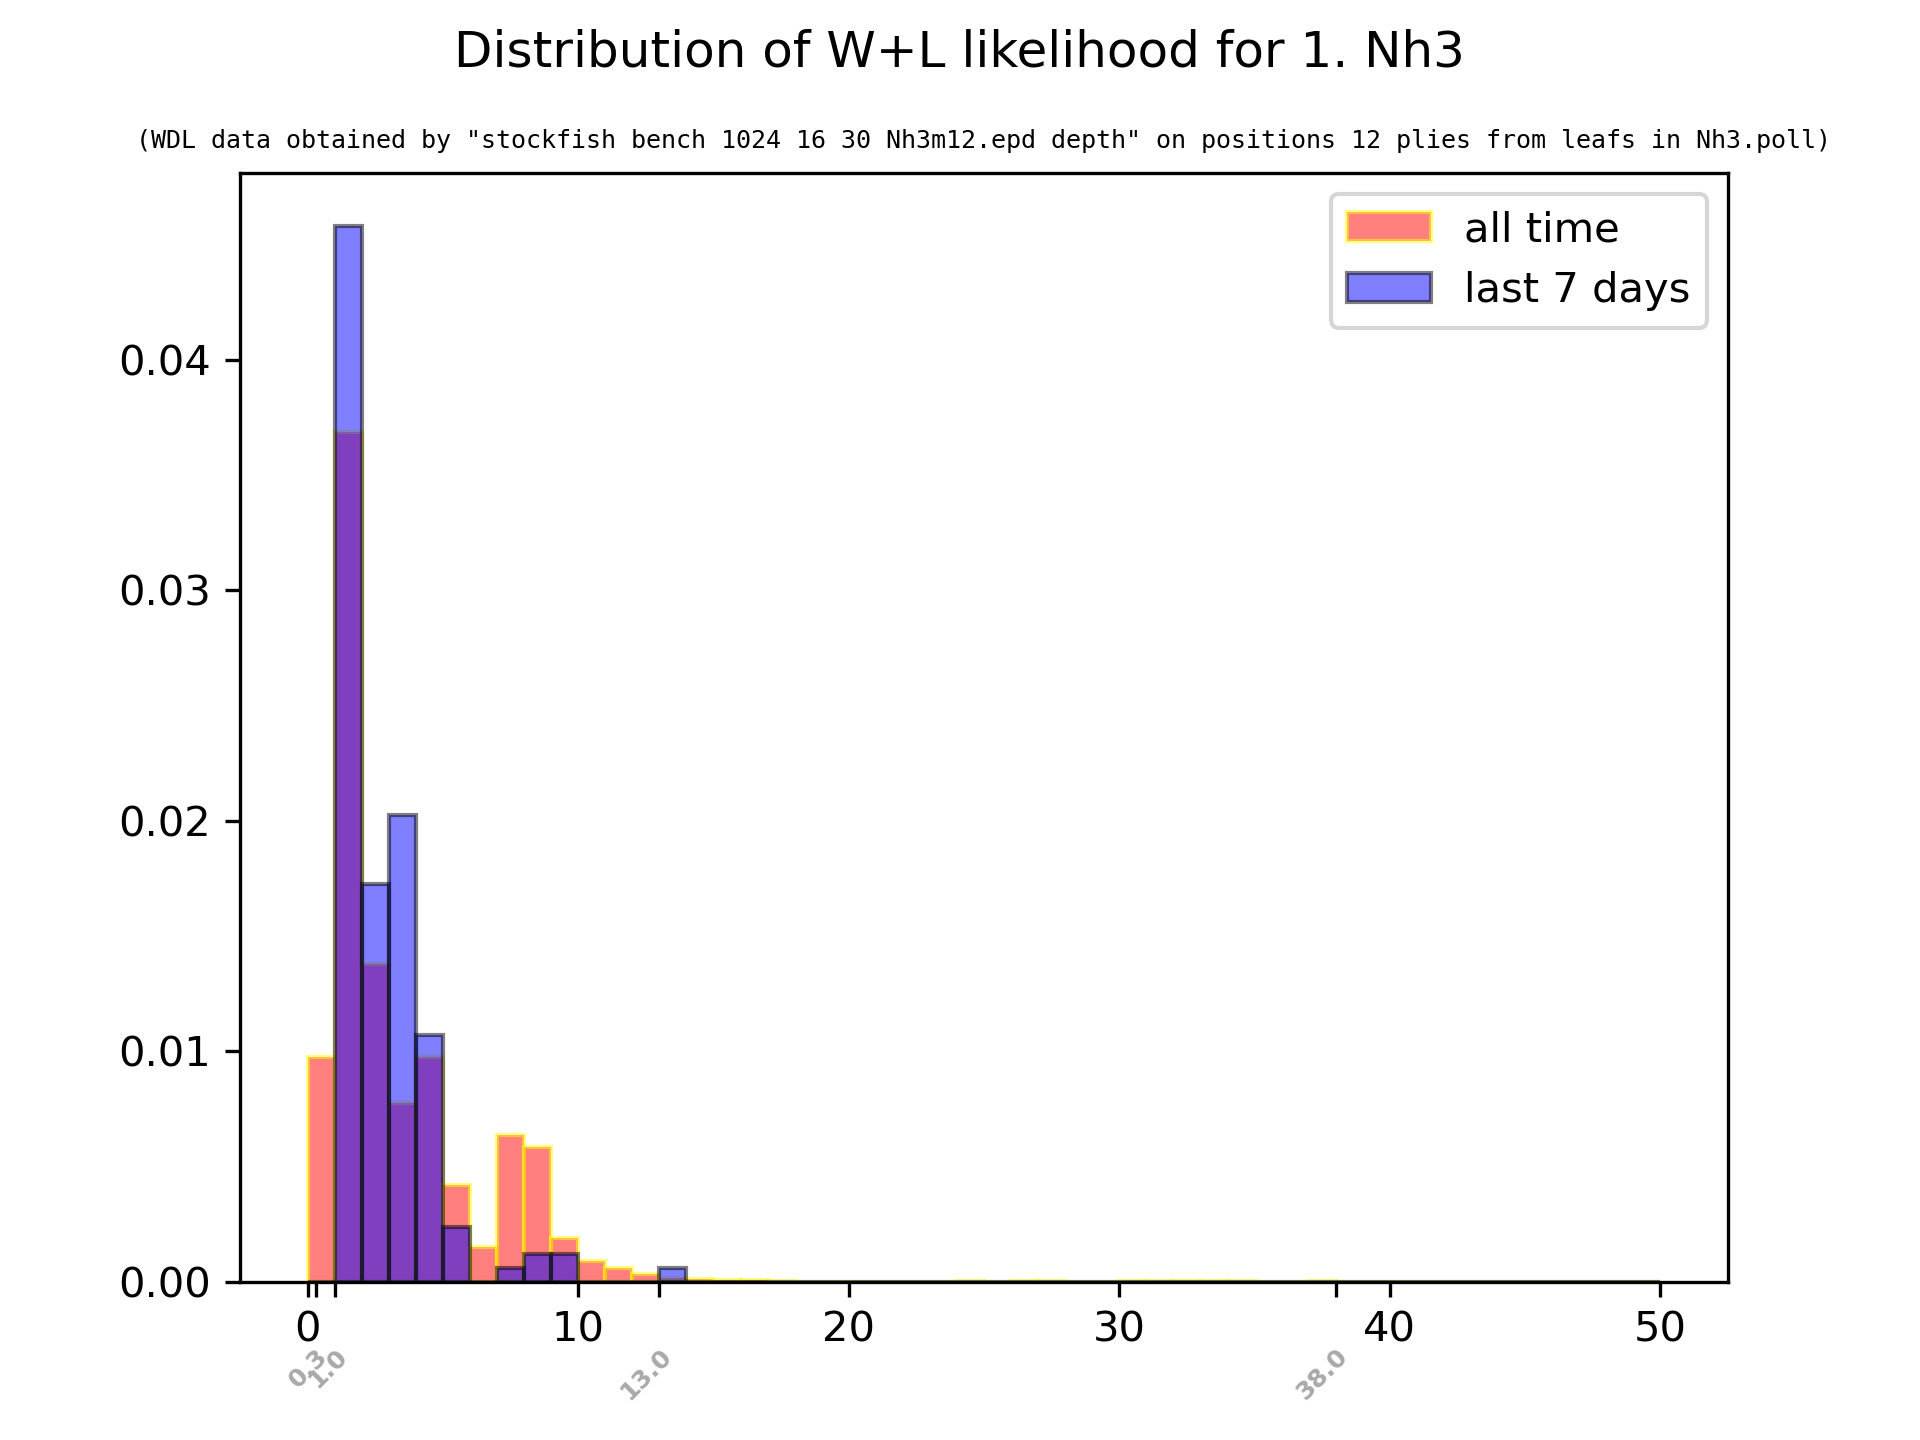 Distribution of W+L likelihood for 1. Nh3
(WDL data obtained by "stockfish bench 1024 16 30 Nh3m12.epd depth" on positions 12 plies from leafs in Nh3.poll)
all time
last 7 days
0.04
0.03
0.02
0.01
0.00
0 10 20 30 40 50
0.3 1.0 13.0 38.0